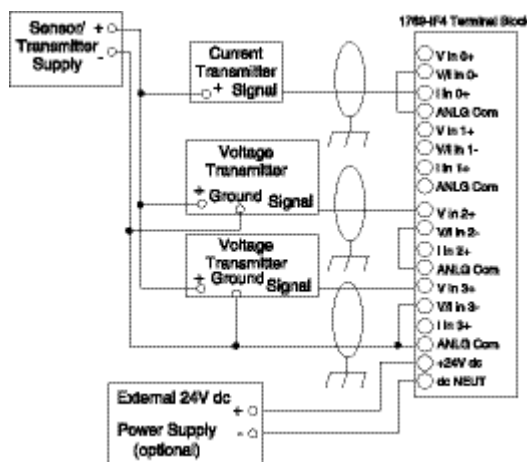 Sensor/ +
Transmitter
Supply -
Current
Transmitter
+ Signal
Voltage
Transmitter
+ Ground Signal
Voltage
Transmitter
+ Ground Signal
External 24V dc +
Power Supply -
(optional)
1769-IF4 Terminal Block
V in 0+
V/I in 0-
I in 0+
ANLG Com
V in 1+
V/I in 1-
I in 1+
ANLG Com
V in 2+
V/I in 2-
I in 2+
ANLG Com
V in 3+
V/I in 3-
I in 3+
ANLG Com
+24V dc
dc NEUT